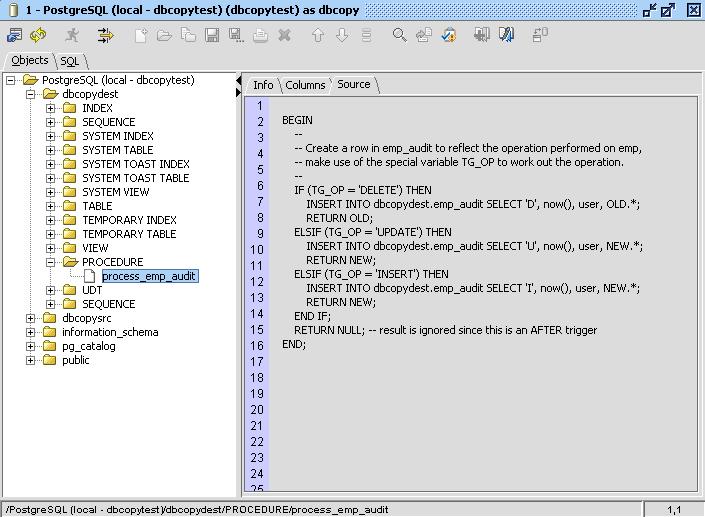 1 - PostgreSQL (local - dbcopytest) (dbcopytest) as dbcopy
Objects SQL
PostgreSQL (local - dbcopytest)
dbcopydest
INDEX
SEQUENCE
SYSTEM INDEX
SYSTEM TABLE
SYSTEM TOAST INDEX
SYSTEM TOAST TABLE
SYSTEM VIEW
TABLE
TEMPORARY INDEX
TEMPORARY TABLE
VIEW
PROCEDURE
process_emp_audit
UDT
SEQUENCE
dbcopysrc
information_schema
pg_catalog
public
Info Columns Source
1
2 BEGIN
3 --
4 -- Create a row in emp_audit to reflect the operation performed on emp,
5 -- make use of the special variable TG_OP to work out the operation.
6 --
7 IF (TG_OP = 'DELETE') THEN
8 INSERT INTO dbcopydest.emp_audit SELECT 'D', now(), user, OLD.*;
9 RETURN OLD;
10 ELSIF (TG_OP = 'UPDATE') THEN
11 INSERT INTO dbcopydest.emp_audit SELECT 'U', now(), user, NEW.*;
12 RETURN NEW;
13 ELSIF (TG_OP = 'INSERT') THEN
14 INSERT INTO dbcopydest.emp_audit SELECT 'I', now(), user, NEW.*;
15 RETURN NEW;
16 END IF;
17 RETURN NULL; -- result is ignored since this is an AFTER trigger
18 END;
19
20
21
22
23
24
25
/PostgreSQL (local - dbcopytest)/dbcopydest/PROCEDURE/process_emp_audit
1,1